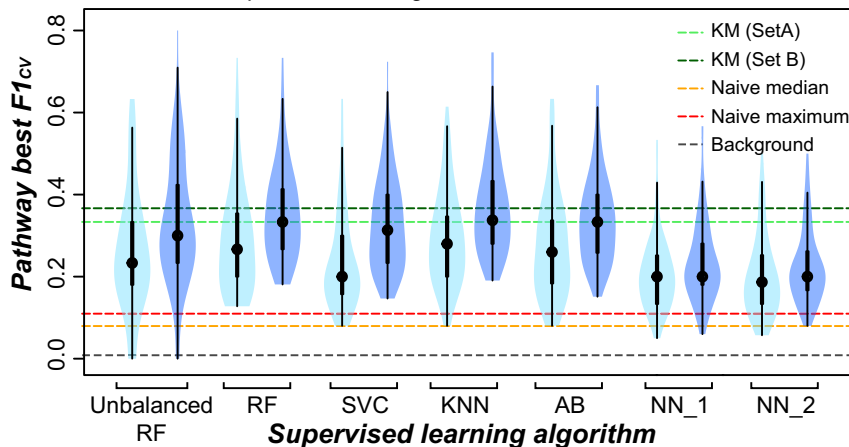 0.8
0.6
0.4
0.2
0.0
Pathway best F1cv
KM (SetA)
KM (Set B)
Naive median
Naive maximum
Background
Unbalanced
RF
RF
SVC
KNN
AB
NN_1
NN_2
Supervised learning algorithm